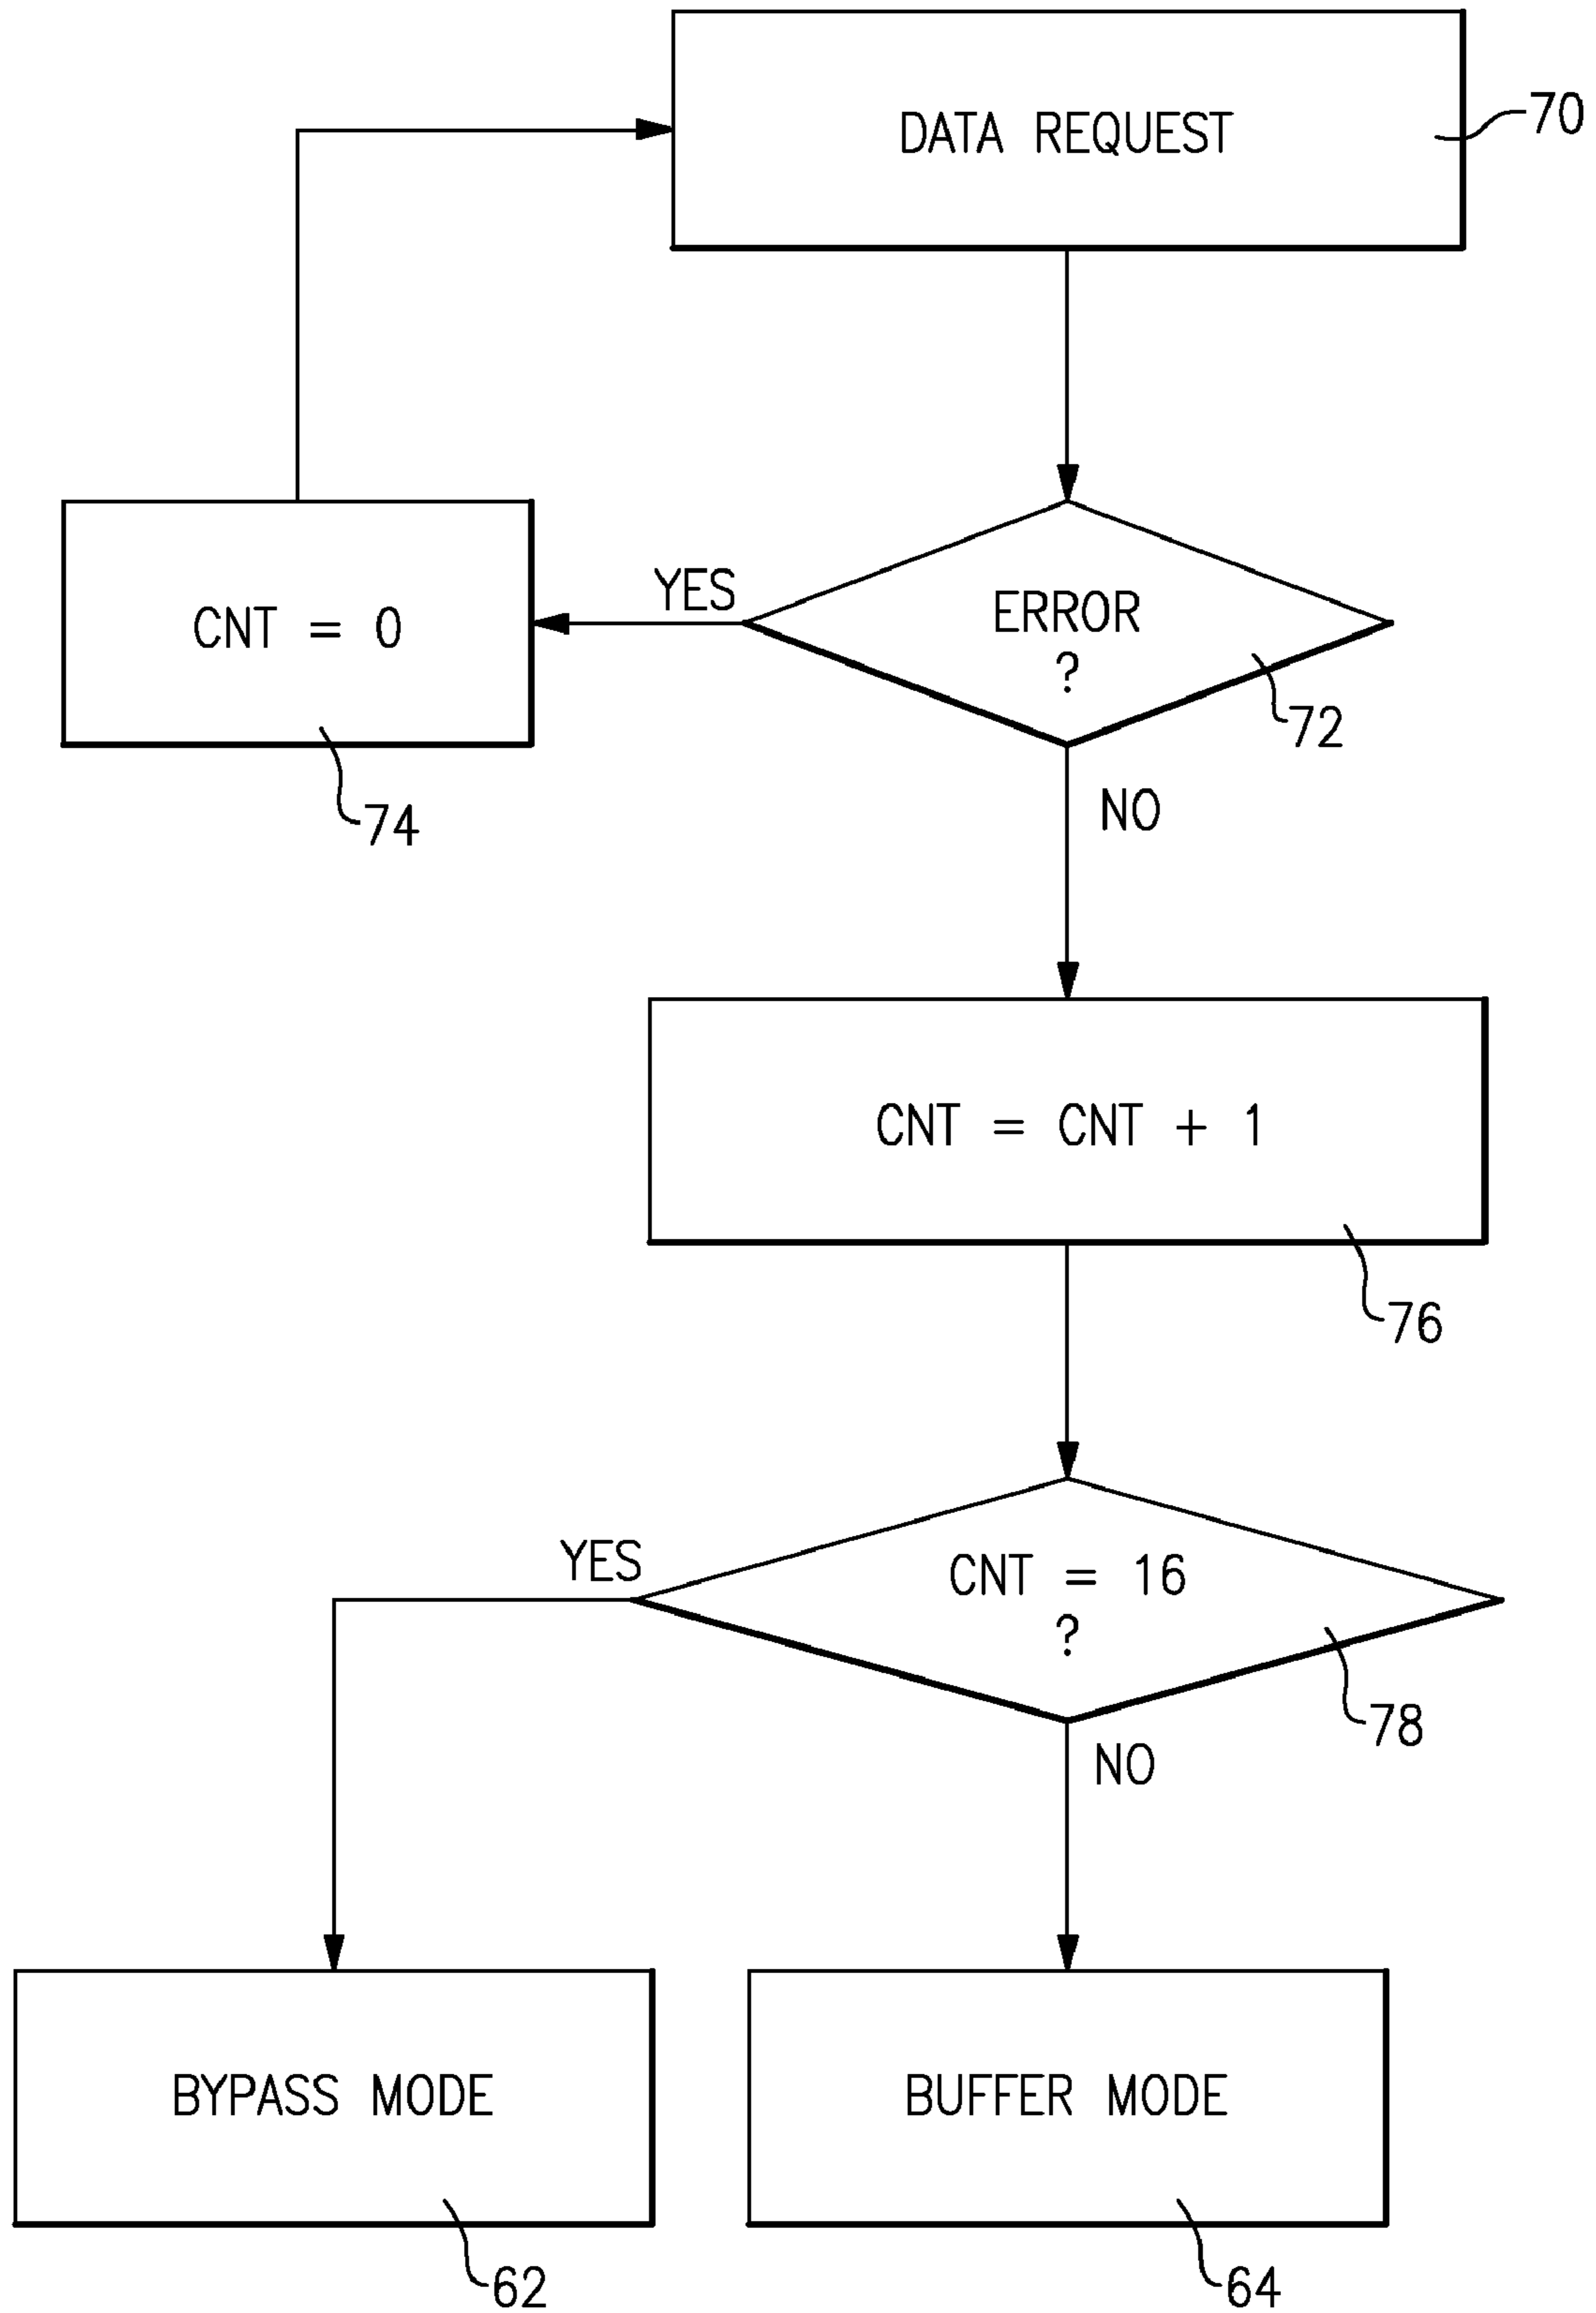 DATA REQUEST
70
YES
ERROR
?
CNT = 0
72
74
NO
CNT = CNT + 1
76
YES
CNT = 16
?
78
NO
BYPASS MODE
BUFFER MODE
62
64